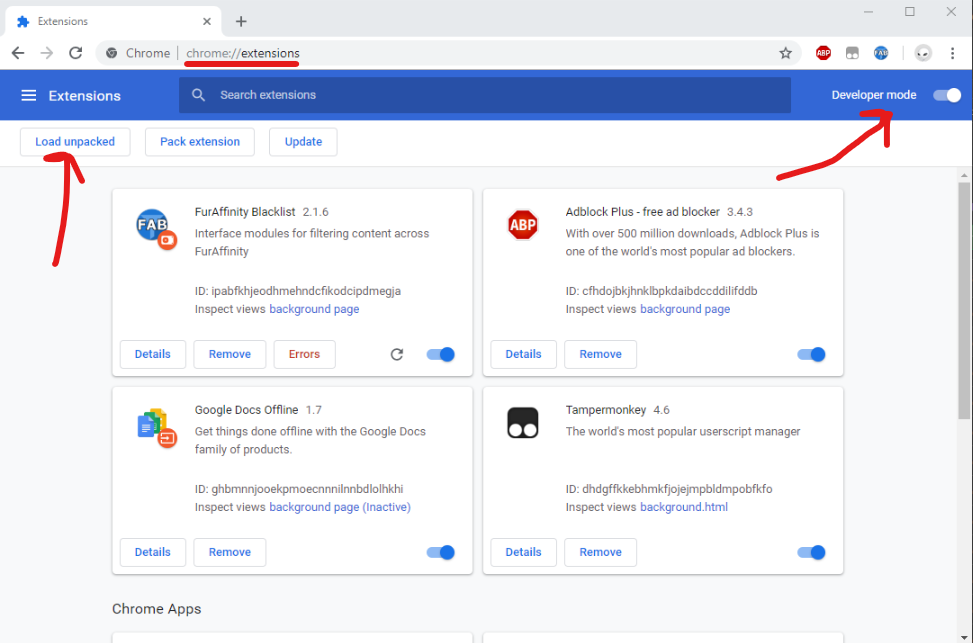 Extensions
Chrome | chrome://extensions
ABP
FAB
Extensions
Search extensions
Developer mode
Load unpacked
Pack extension
Update
FAB
FurAffinity Blacklist 2.1.6
Interface modules for filtering content across
FurAffinity
ID: ipabfkhjeodhmehndcfikodcipdmegja
Inspect views background page
Details
Remove
Errors
ABP
Adblock Plus - free ad blocker 3.4.3
With over 500 million downloads, Adblock Plus is
one of the world's most popular ad blockers.
ID: cfhdojbkjhnklbpkdaibdccddilifddb
Inspect views background page
Details
Remove
Google Docs Offline 1.7
Get things done offline with the Google Docs
family of products.
ID: ghbmnnjooekpmoecnnnilnnbdlolhkhi
Inspect views background page (Inactive)
Details
Remove
Tampermonkey 4.6
The world's most popular userscript manager
ID: dhdgffkkebhmkfjojejmpbldmpobfkfo
Inspect views background.html
Details
Remove
Chrome Apps